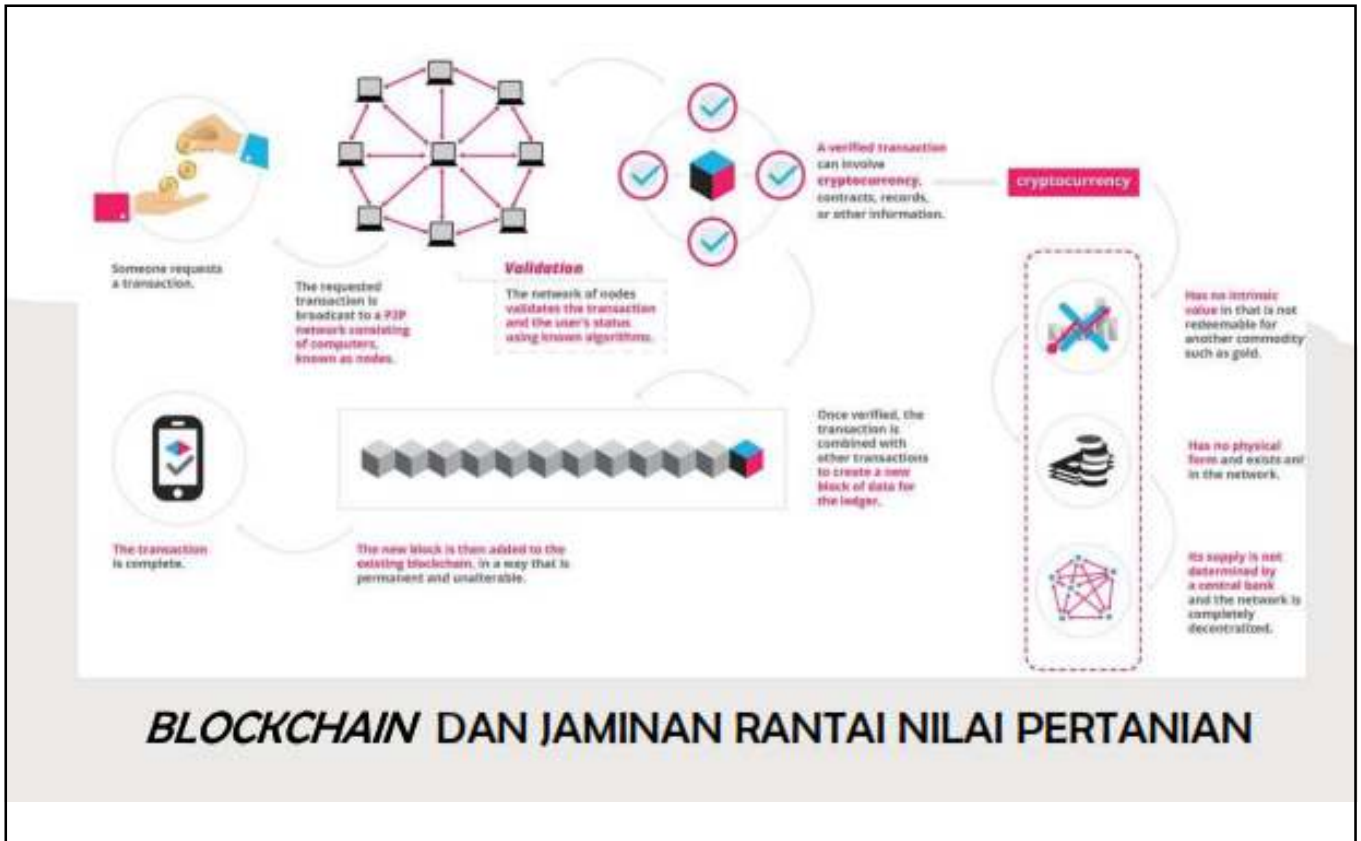 Someone requests
a transaction.
The requested
transaction is
broadcast to a P2P
network consisting
of computers,
known as nodes.
Validation
The network of nodes
validates the transaction
and the user's status
using known algorithms.
A verified transaction
can involve
cryptocurrency,
contracts, records,
or other information.
cryptocurrency
Has no intrinsic
value in that is not
redeemable for
another commodity
such as gold.
Has no physical
form and exists onl
in the network.
Its supply is not
determined by
a central bank
and the network is
completely
decentralized.
Once verified, the
transaction is
combined with
other transactions
to create a new
block of data for
the ledger.
The new block is then added to the
existing blockchain, in a way that is
permanent and unalterable.
The transaction
is complete.
BLOCKCHAIN DAN JAMINAN RANTAI NILAI PERTANIAN